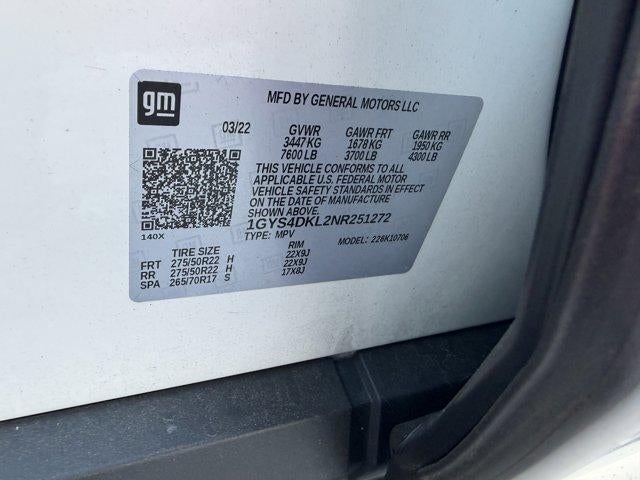 gm
MFD BY GENERAL MOTORS LLC
03/22 GVWR GAWR FRT GAWR RR
3447 KG 1678 KG 1950 KG
7600 LB 3700 LB 4300 LB
THIS VEHICLE CONFORMS TO ALL
APPLICABLE U.S. FEDERAL MOTOR
VEHICLE SAFETY STANDARDS IN EFFECT
ON THE DATE OF MANUFACTURE
SHOWN ABOVE.
1GYS4DKL2NR251272
TYPE: MPV MODEL: 226K10706
140X
TIRE SIZE RIM
FRT 275/50R22 H 22X9J
RR 275/50R22 H 22X9J
SPA 265/70R17 S 17X8J